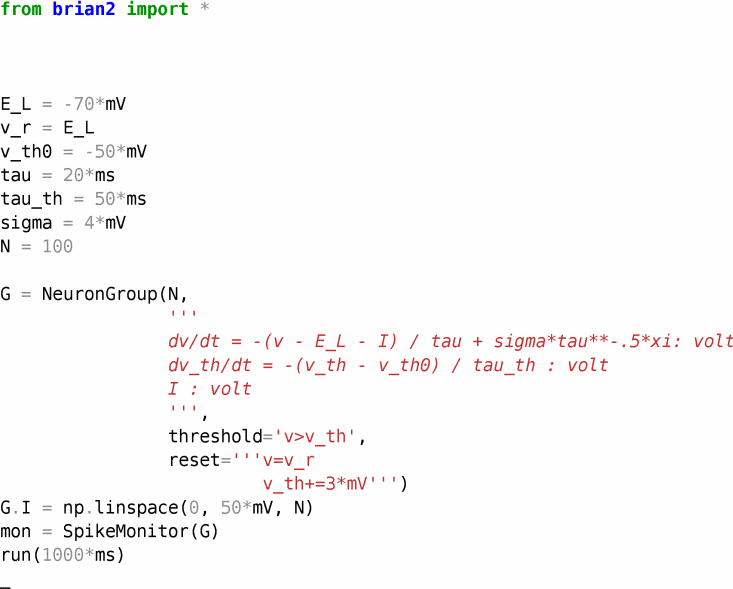 from brian2 import *
E_L = -70*mV
v_r = E_L
v_th0 = -50*mV
tau = 20*ms
tau_th = 50*ms
sigma = 4*mV
N = 100
G = NeuronGroup(N,
'''
dv/dt = -(v - E_L - I) / tau + sigma*tau**-.5*xi: volt
dv_th/dt = -(v_th - v_th0) / tau_th : volt
I : volt
''',
threshold='v>v_th',
reset='''v=v_r
v_th+=3*mV''')
G.I = np.linspace(0, 50*mV, N)
mon = SpikeMonitor(G)
run(1000*ms)
_